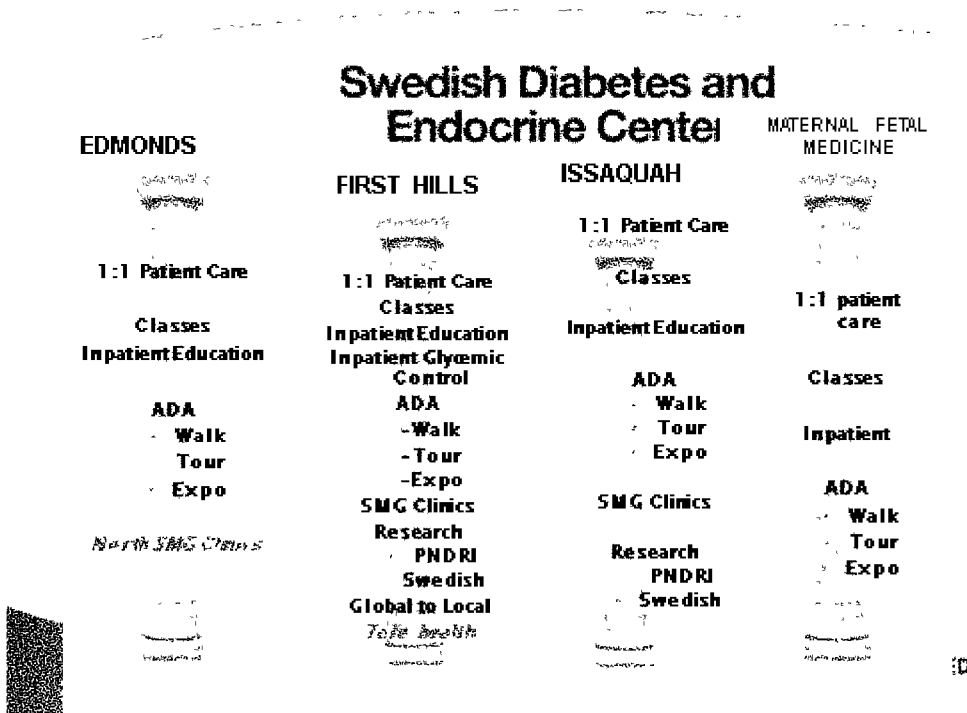 Swedish Diabetes and
Endocrine Center
EDMONDS
1:1 Patient Care
Classes
Inpatient Education
ADA
Walk
Tour
Expo
North SMG Clinics
FIRST HILLS
1:1 Patient Care
Classes
Inpatient Education
Inpatient Glycemic
Control
ADA
-Walk
-Tour
-Expo
SMG Clinics
Research
PNDRI
Swedish
Global to Local
Tele health
ISSAQUAH
1:1 Patient Care
Classes
Inpatient Education
ADA
Walk
Tour
Expo
SMG Clinics
Research
PNDRI
Swedish
MATERNAL FETAL
MEDICINE
1:1 patient
care
Classes
Inpatient
ADA
Walk
Tour
Expo